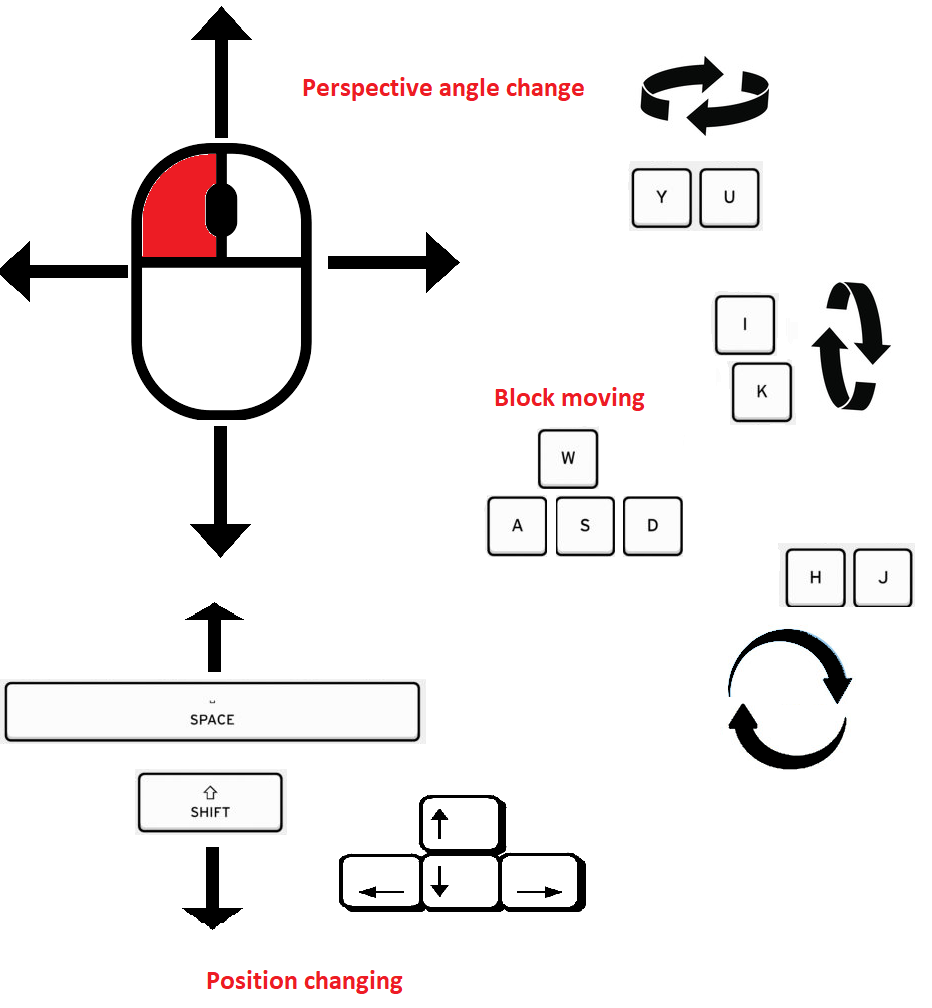 Perspective angle change
Y U
I
K
Block moving
W
A S D
H J
SPACE
SHIFT
Position changing